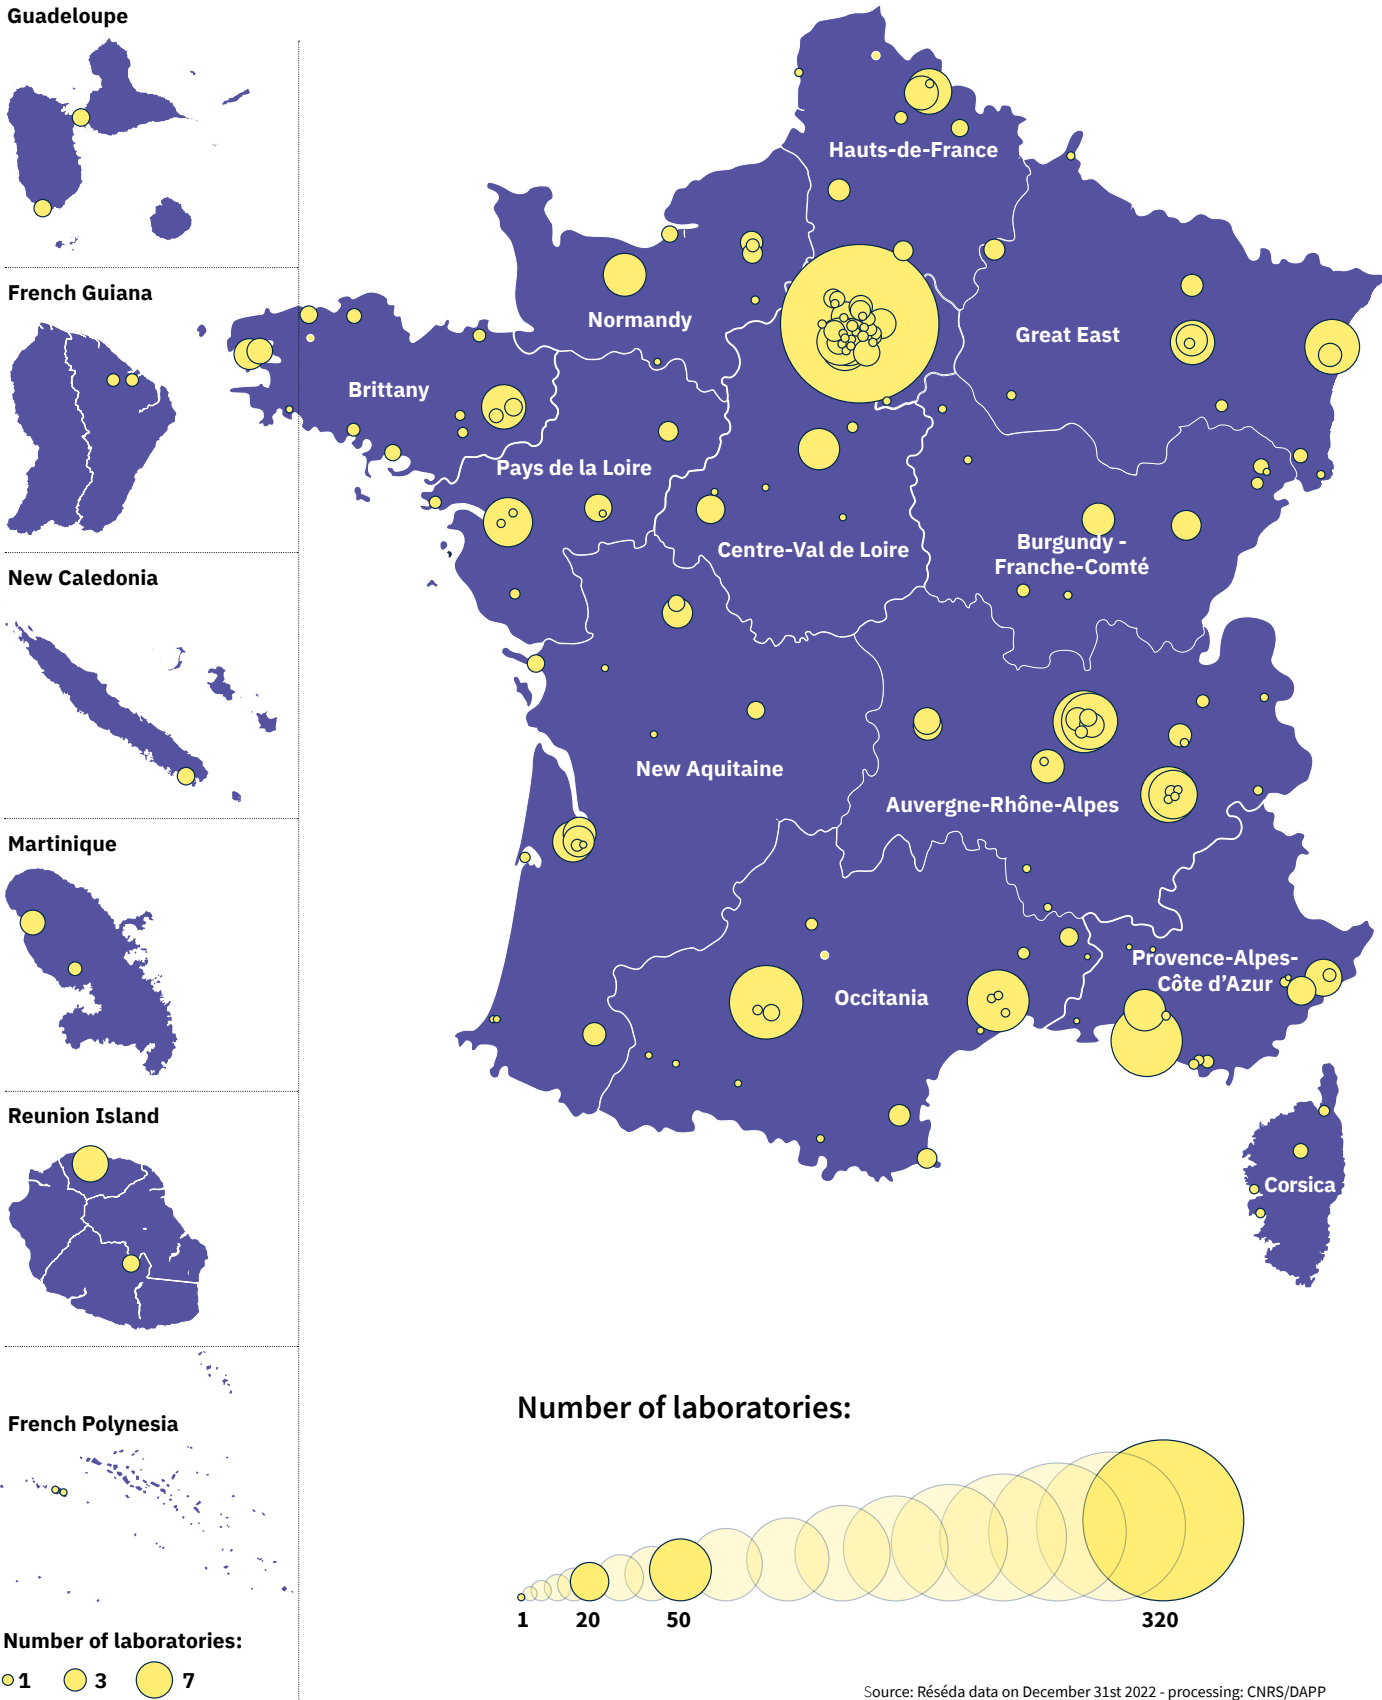 Guadeloupe
French Guiana
New Caledonia
Martinique
Reunion Island
French Polynesia
Number of laboratories:
1 3 7
Hauts-de-France
Normandy
Great East
Brittany
Pays de la Loire
Centre-Val de Loire
Burgundy -
Franche-Comté
New Aquitaine
Auvergne-Rhône-Alpes
Provence-Alpes-
Côte d’Azur
Occitania
Corsica
Number of laboratories:
1 20 50 320
Source: Réséda data on December 31st 2022 - processing: CNRS/DAPP